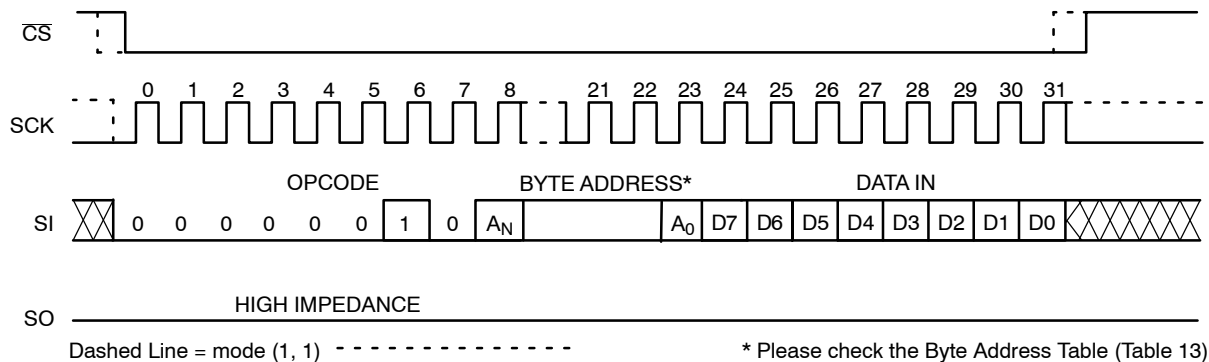 CS
0 1 2 3 4 5 6 7 8 21 22 23 24 25 26 27 28 29 30 31
SCK
OPCODE BYTE ADDRESS* DATA IN
SI 0 0 0 0 0 0 1 0 AN A0 D7 D6 D5 D4 D3 D2 D1 D0
HIGH IMPEDANCE
SO
Dashed Line = mode (1, 1) * Please check the Byte Address Table (Table 13)